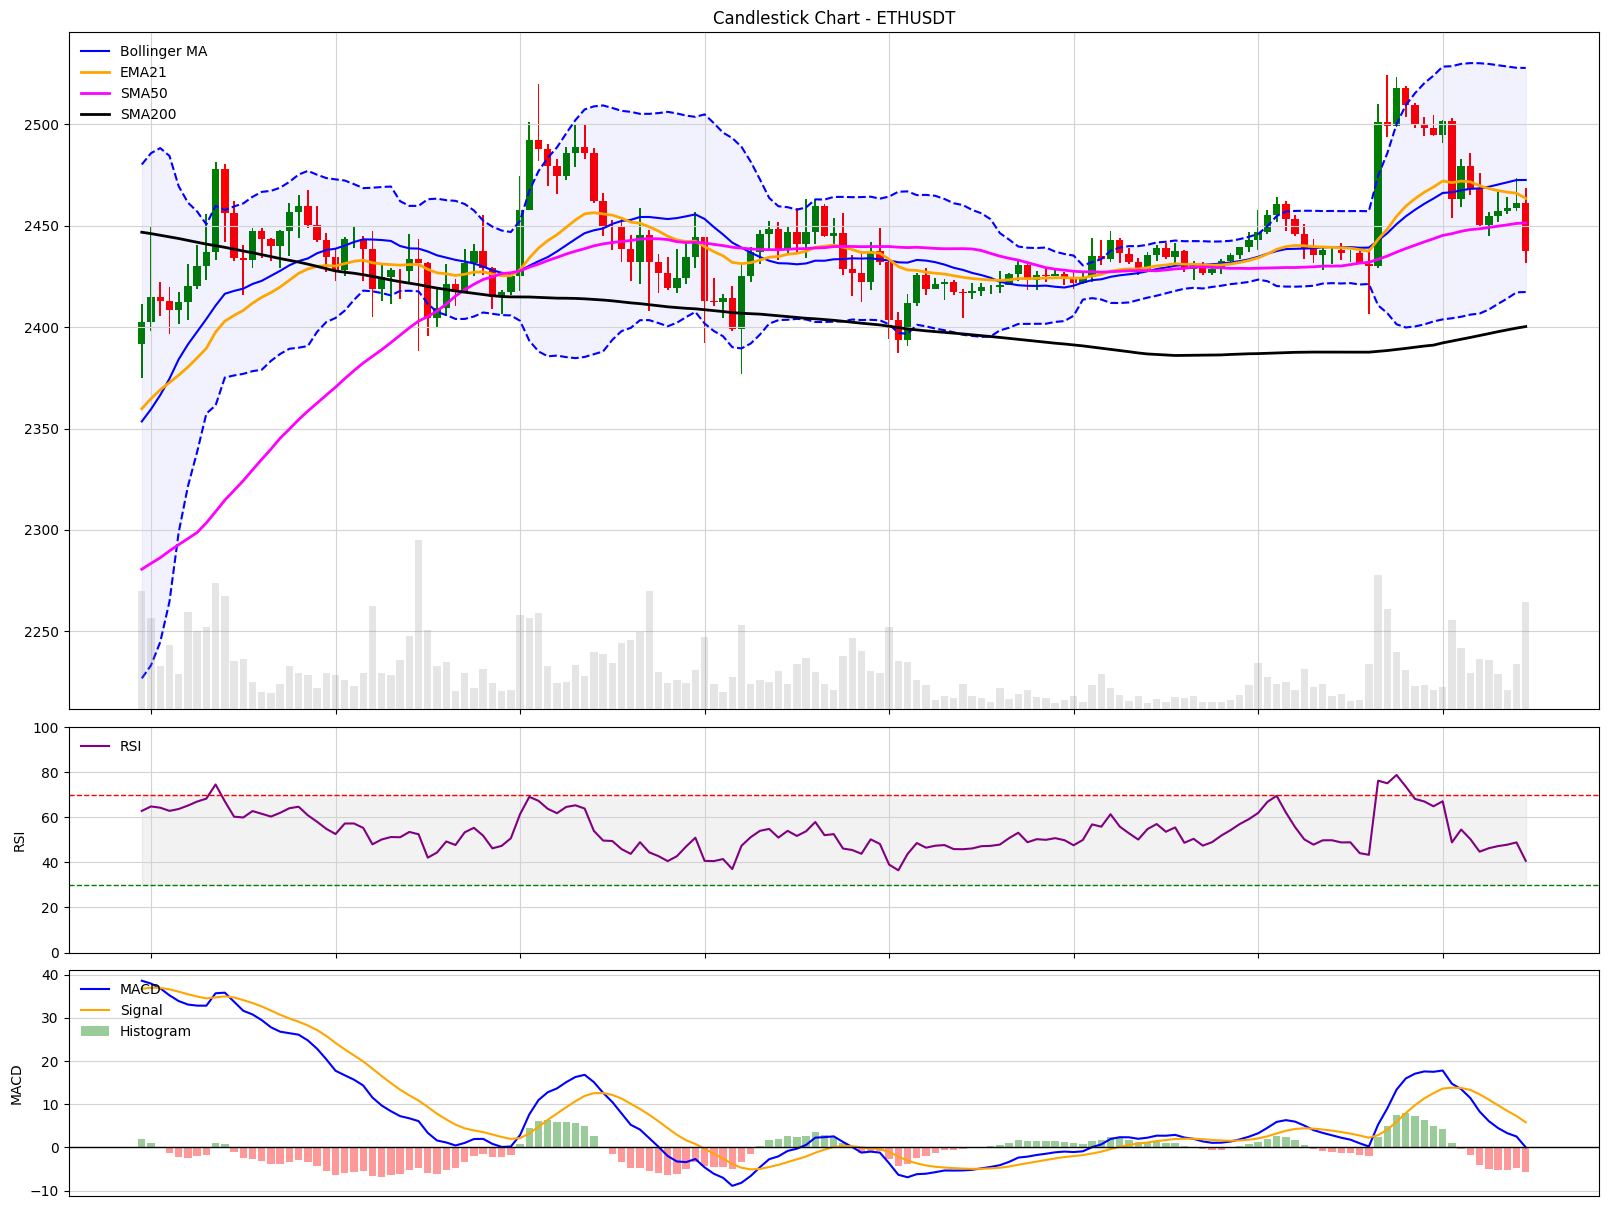 Candlestick Chart - ETHUSDT
Bollinger MA
EMA21
SMA50
SMA200
2500
2450
2400
2350
2300
2250
RSI
100
80
60
40
20
0
RSI
MACD
Signal
Histogram
40
30
20
10
0
−10
MACD